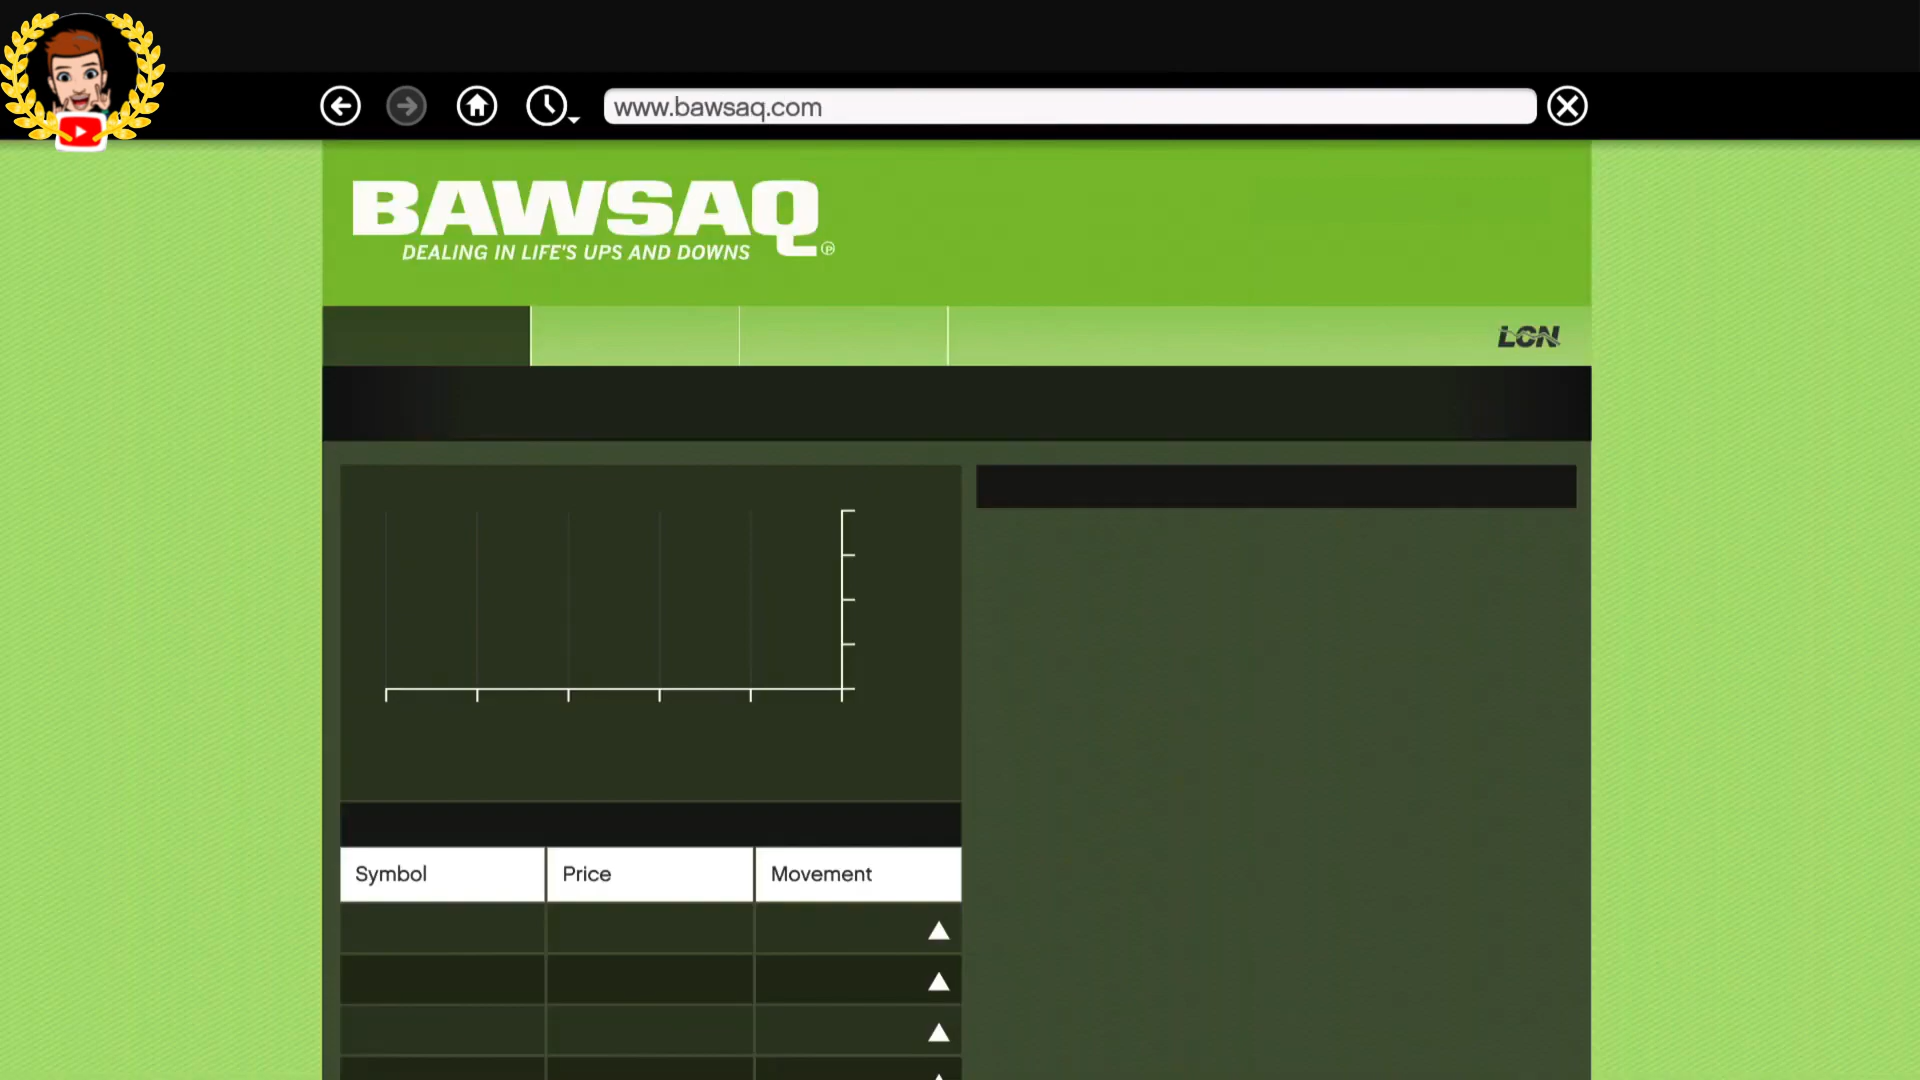 www.bawsaq.com
BAWSAQ
DEALING IN LIFE'S UPS AND DOWNS
LCN
Symbol Price Movement